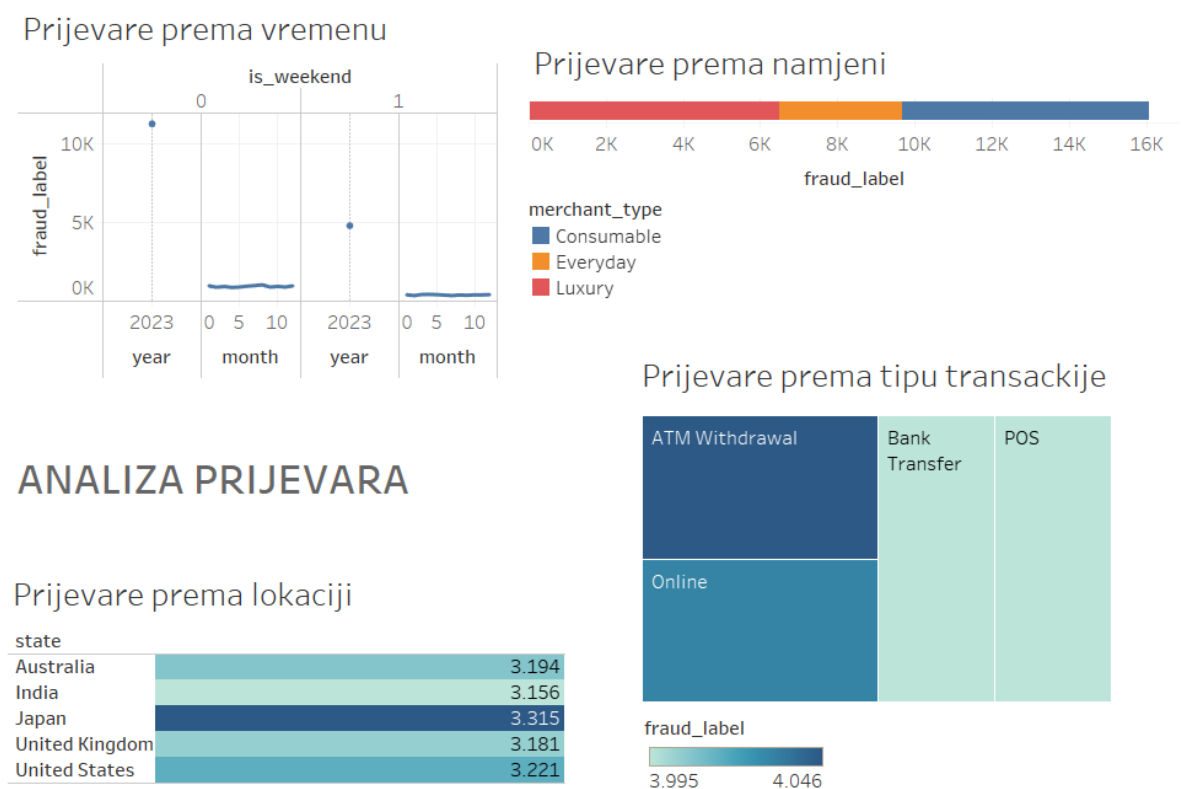 Prijevare prema vremenu
is_weekend
0 1
10K
5K
0K
fraud_label
2023 0 5 10 2023 0 5 10
year month year month
Prijevare prema namjeni
0K 2K 4K 6K 8K 10K 12K 14K 16K
fraud_label
merchant_type
Consumable
Everyday
Luxury
ANALIZA PRIJEVARA
Prijevare prema tipu transackije
ATM Withdrawal
Online
Bank
Transfer
POS
fraud_label
3.995 4.046
Prijevare prema lokaciji
state
Australia 3.194
India 3.156
Japan 3.315
United Kingdom 3.181
United States 3.221